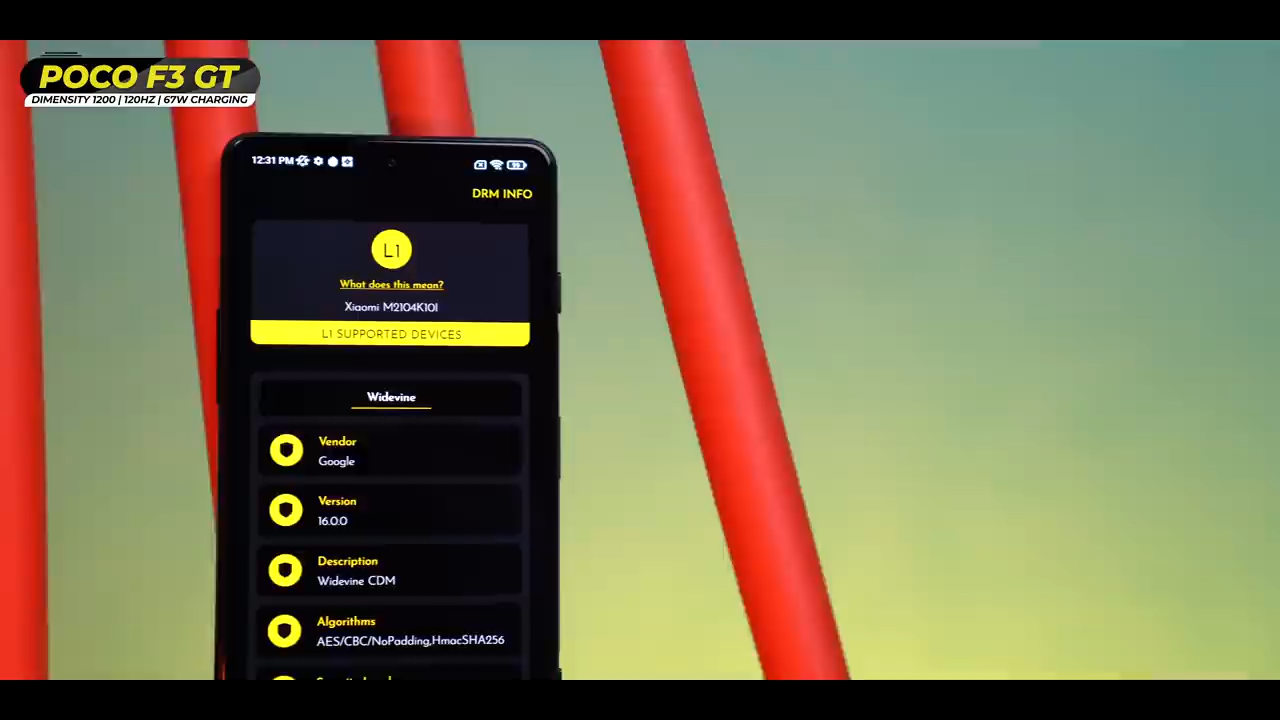 POCO F3 GT
DIMENSITY 1200 | 120HZ | 67W CHARGING
12:31 PM
DRM INFO
L1
What does this mean?
Xiaomi M2104K10I
L1 SUPPORTED DEVICES
Widevine
Vendor
Google
Version
16.0.0
Description
Widevine CDM
Algorithms
AES/CBC/NoPadding,HmacSHA256